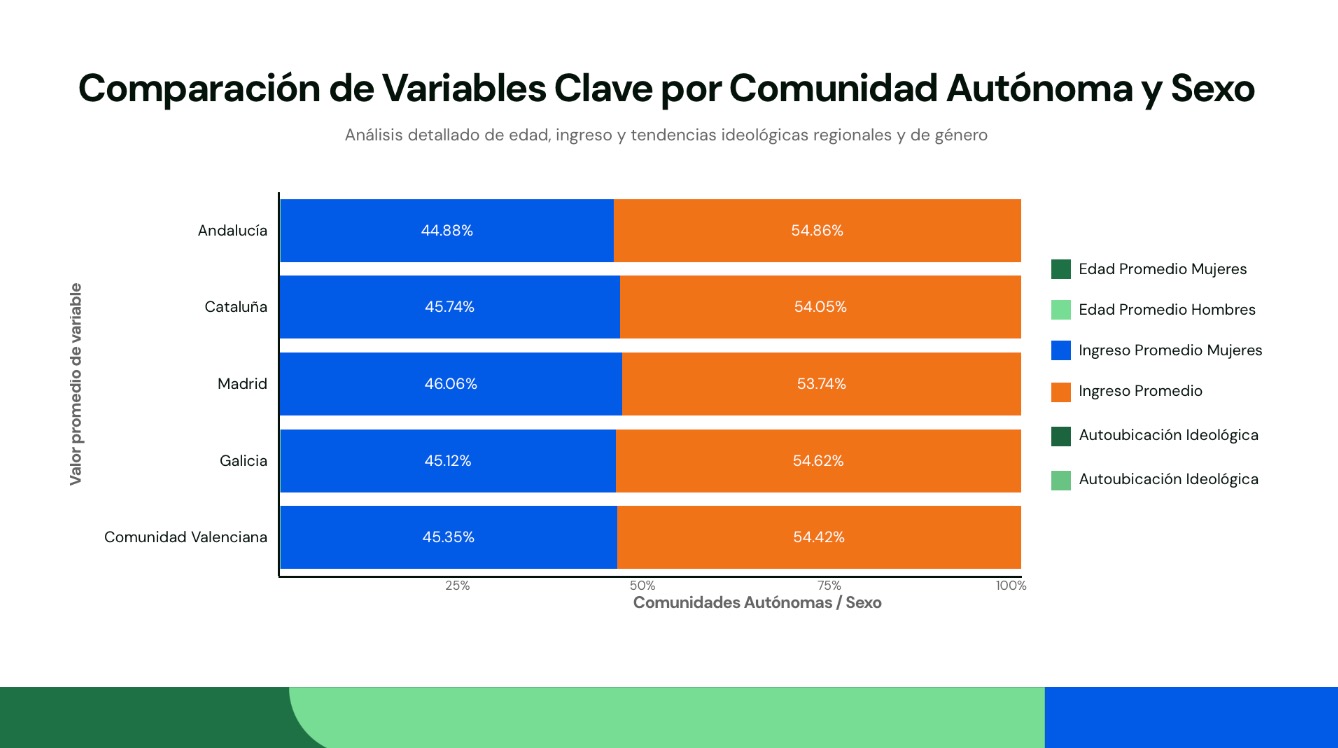 Comparación de Variables Clave por Comunidad Autónoma y Sexo
Análisis detallado de edad, ingreso y tendencias ideológicas regionales y de género
Valor promedio de variable
Andalucía
44.88%
54.86%
Cataluña
45.74%
54.05%
Madrid
46.06%
53.74%
Galicia
45.12%
54.62%
Comunidad Valenciana
45.35%
54.42%
25%
50%
75%
100%
Comunidades Autónomas / Sexo
Edad Promedio Mujeres
Edad Promedio Hombres
Ingreso Promedio Mujeres
Ingreso Promedio
Autoubicación Ideológica
Autoubicación Ideológica